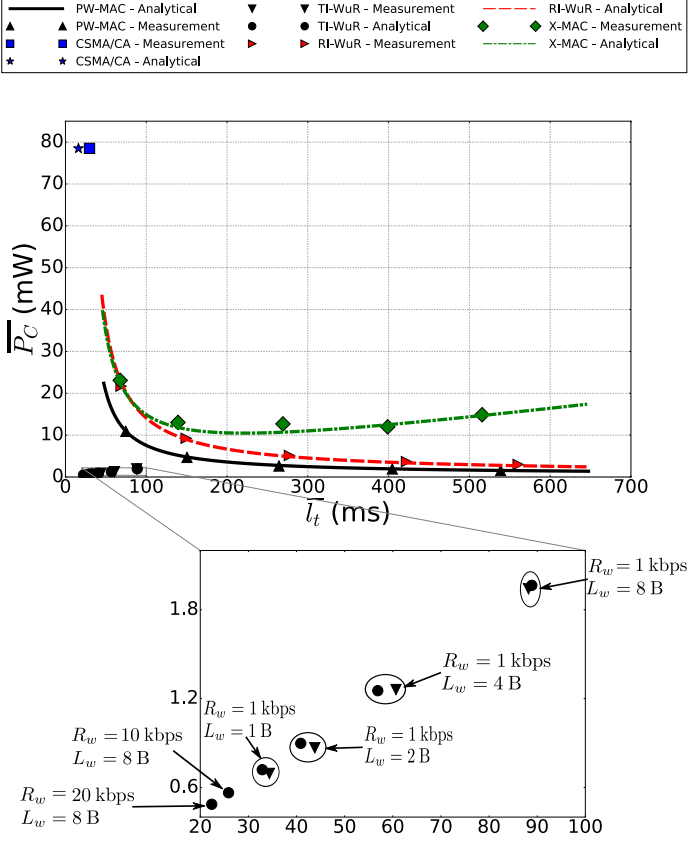 PW-MAC - Analytical
TI-WuR - Measurement
RI-WuR - Analytical
PW-MAC - Measurement
TI-WuR - Analytical
X-MAC - Measurement
CSMA/CA - Measurement
RI-WuR - Measurement
X-MAC - Analytical
CSMA/CA - Analytical
80
70
60
50
40
30
20
10
0
P_C (mW)
0 100 200 300 400 500 600 700
l_t (ms)
R_w = 1 kbps
L_w = 8 B
R_w = 1 kbps
L_w = 4 B
R_w = 1 kbps
L_w = 1 B
R_w = 1 kbps
L_w = 2 B
R_w = 10 kbps
L_w = 8 B
R_w = 20 kbps
L_w = 8 B
1.8
1.2
0.6
20 30 40 50 60 70 80 90 100